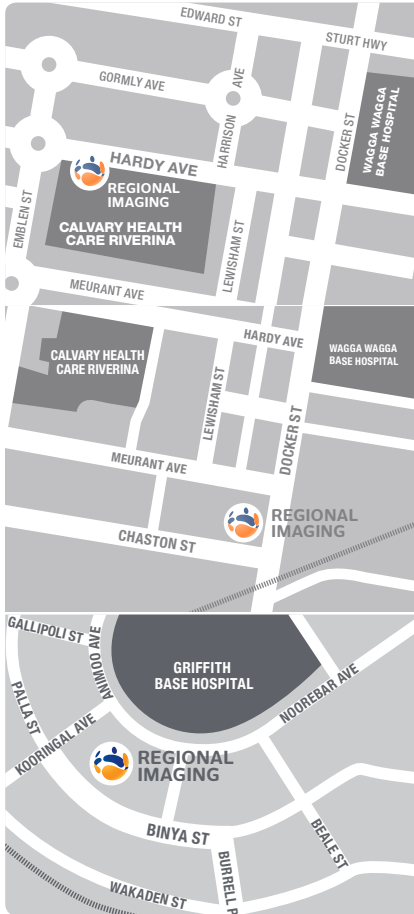 EDWARD ST
STURT HWY
GORMLY AVE
HARRISON AVE
DOCKER ST
WAGGA WAGGA
BASE HOSPITAL
HARDY AVE
REGIONAL
IMAGING
CALVARY HEALTH
CARE RIVERINA
EMBLEN ST
LEWISHAM ST
MEURANT AVE
HARDY AVE
CALVARY HEALTH
CARE RIVERINA
WAGGA WAGGA
BASE HOSPITAL
LEWISHAM ST
DOCKER ST
MEURANT AVE
REGIONAL
IMAGING
CHASTON ST
GALLIPOLI ST
ANIMOO AVE
GRIFFITH
BASE HOSPITAL
NOOREBAR AVE
PALLA ST
KOORINGAL AVE
REGIONAL
IMAGING
BINYA ST
BEALE ST
BURRELL P
WAKADEN ST